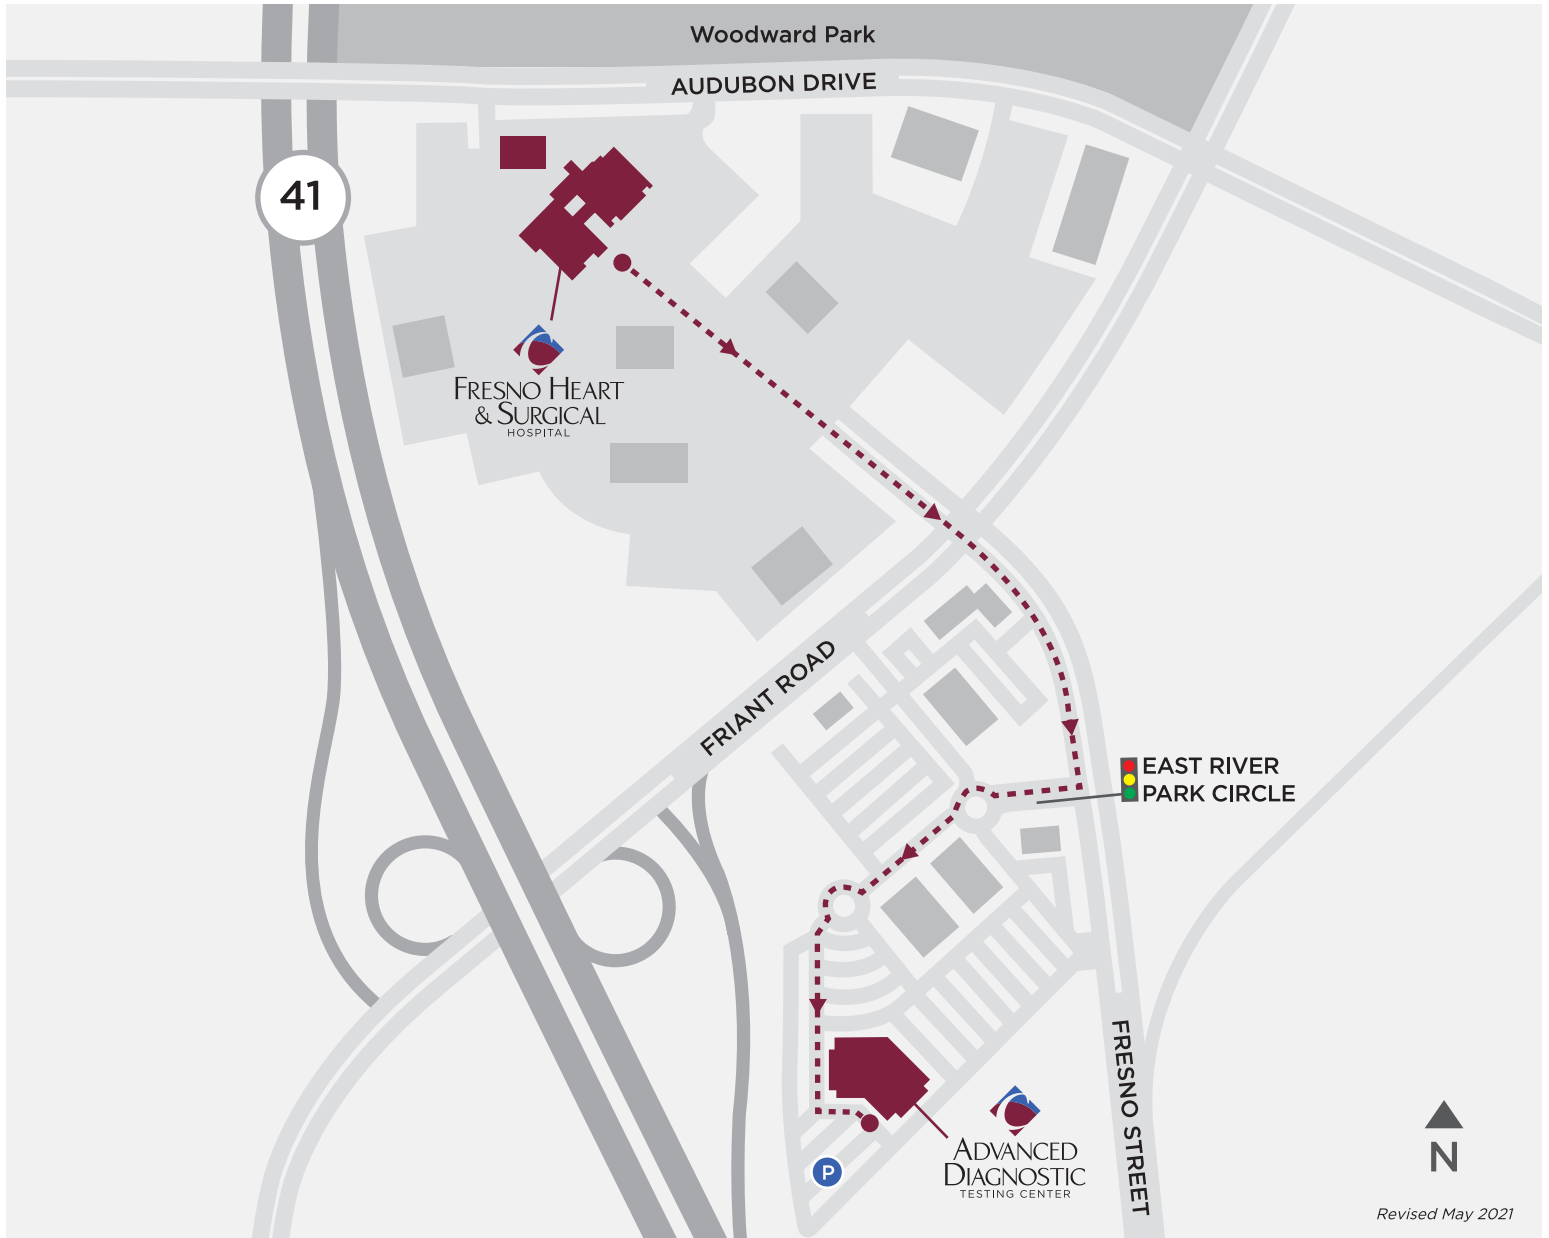 Woodward Park
AUDUBON DRIVE
41
FRESNO HEART
& SURGICAL
HOSPITAL
FRIANT ROAD
EAST RIVER
PARK CIRCLE
FRESNO STREET
ADVANCED
DIAGNOSTIC
TESTING CENTER
P
N
Revised May 2021